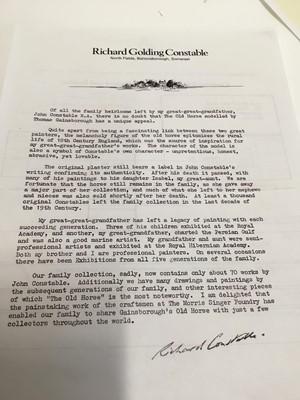 Richard Golding Constable
North Fields, Barrow, Somerset
Of all the family heirlooms left by my great-great-grandfather,
John Constable R.A. there is no doubt that The Old Horse modelled by
Thomas Gainsborough has a unique appeal.
Quite apart from being a fascinating link between these two great
painters, the melancholy figure of the old horse epitomises the rural
life of 18th Century England, which was the source of inspiration for
my great-great-grandfather's works. The character of the model is
also a symbol of Constable's own character - unpretentious, honest,
abrasive, yet lovable.
The original plaster still bears a label in John Constable's
writing confirming its authenticity. After his death it passed, with
many of his paintings to his daughter Isabel, my great-aunt. We are
fortunate that the horse still remains in the family, as she gave away
a major part of her collection, and much of what she left to her nephews
and nieces was also sold shortly after her death. At least a thousand
original Constables left the family collection in the last decade of
the 19th Century.
My great-great-grandfather has left a legacy of painting with each
succeeding generation. Three of his children exhibited at the Royal
Academy, and another, my great-grandfather, charted the Persian Gulf
and was also a good marine artist. My grandfather and aunt were semi-
professional artists and exhibited at the Royal Hibernian Academy.
Both my brother and I are professional painters. On several occasions
there have been Exhibitions from all five generations of the family.
Our family collection, sadly, now contains only about 70 works by
John Constable. Additionally we have many drawings and paintings by
the subsequent generations of our family, and other interesting pieces
of which "The Old Horse" is the most noteworthy. I am delighted that
the painstaking work of the craftsmen at The Morris Singer Foundry has
enabled our family to share Gainsborough's Old Horse with just a few
collectors throughout the world.
Richard Constable.